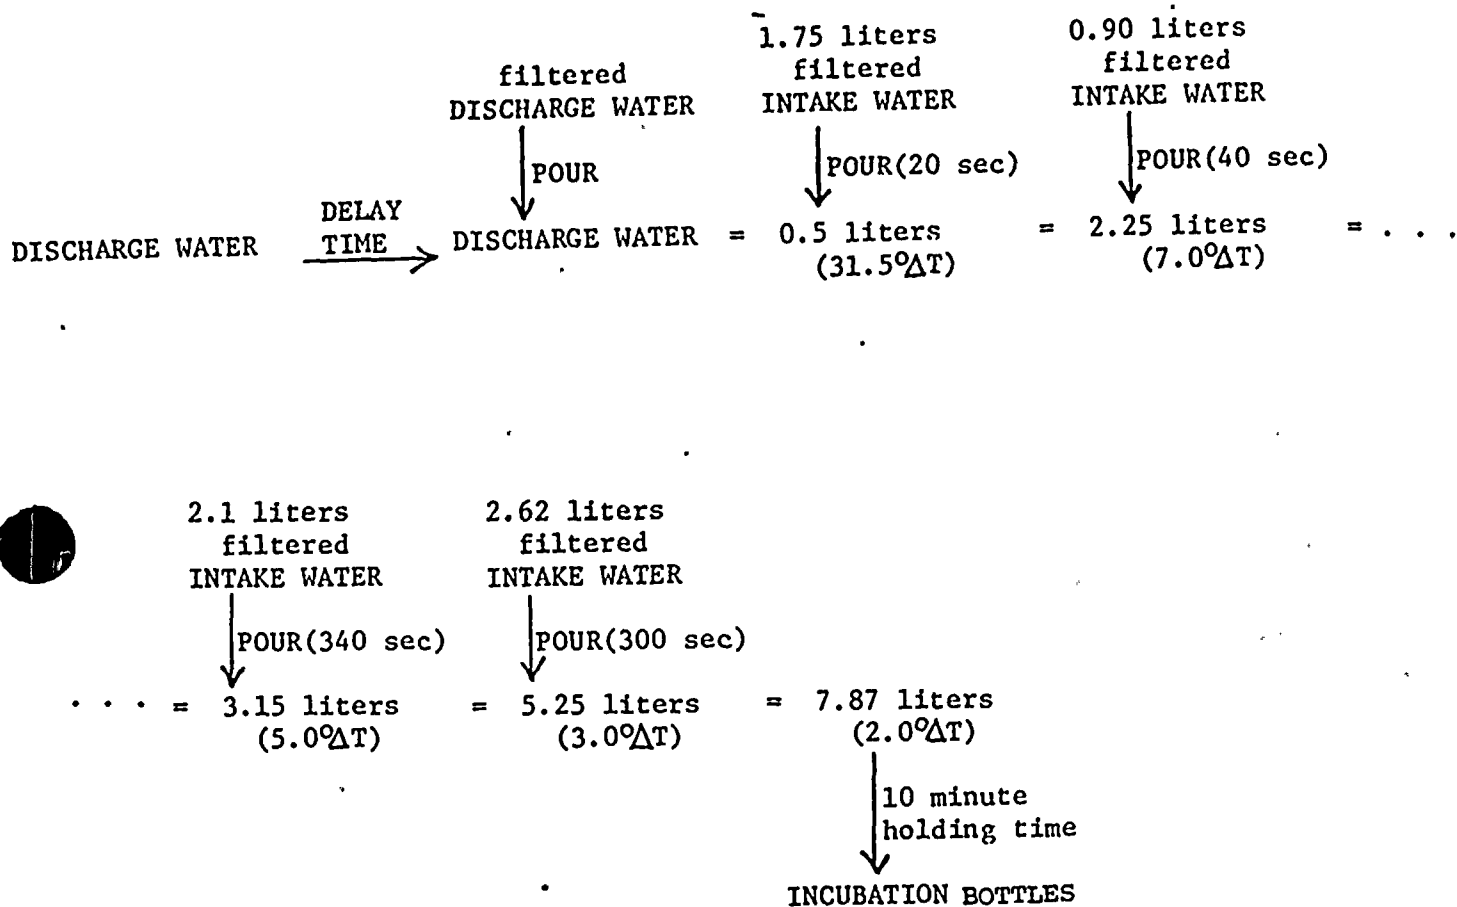 filtered
DISCHARGE WATER
POUR
1.75 liters
filtered
INTAKE WATER
POUR(20 sec)
0.90 liters
filtered
INTAKE WATER
POUR(40 sec)
DISCHARGE WATER
DELAY
TIME
DISCHARGE WATER = 0.5 liters = 2.25 liters = . . .
(31.5°ΔT) (7.0°ΔT)
2.1 liters
filtered
INTAKE WATER
POUR(340 sec)
2.62 liters
filtered
INTAKE WATER
POUR(300 sec)
. . . = 3.15 liters = 5.25 liters = 7.87 liters
(5.0°ΔT) (3.0°ΔT) (2.0°ΔT)
10 minute
holding time
INCUBATION BOTTLES